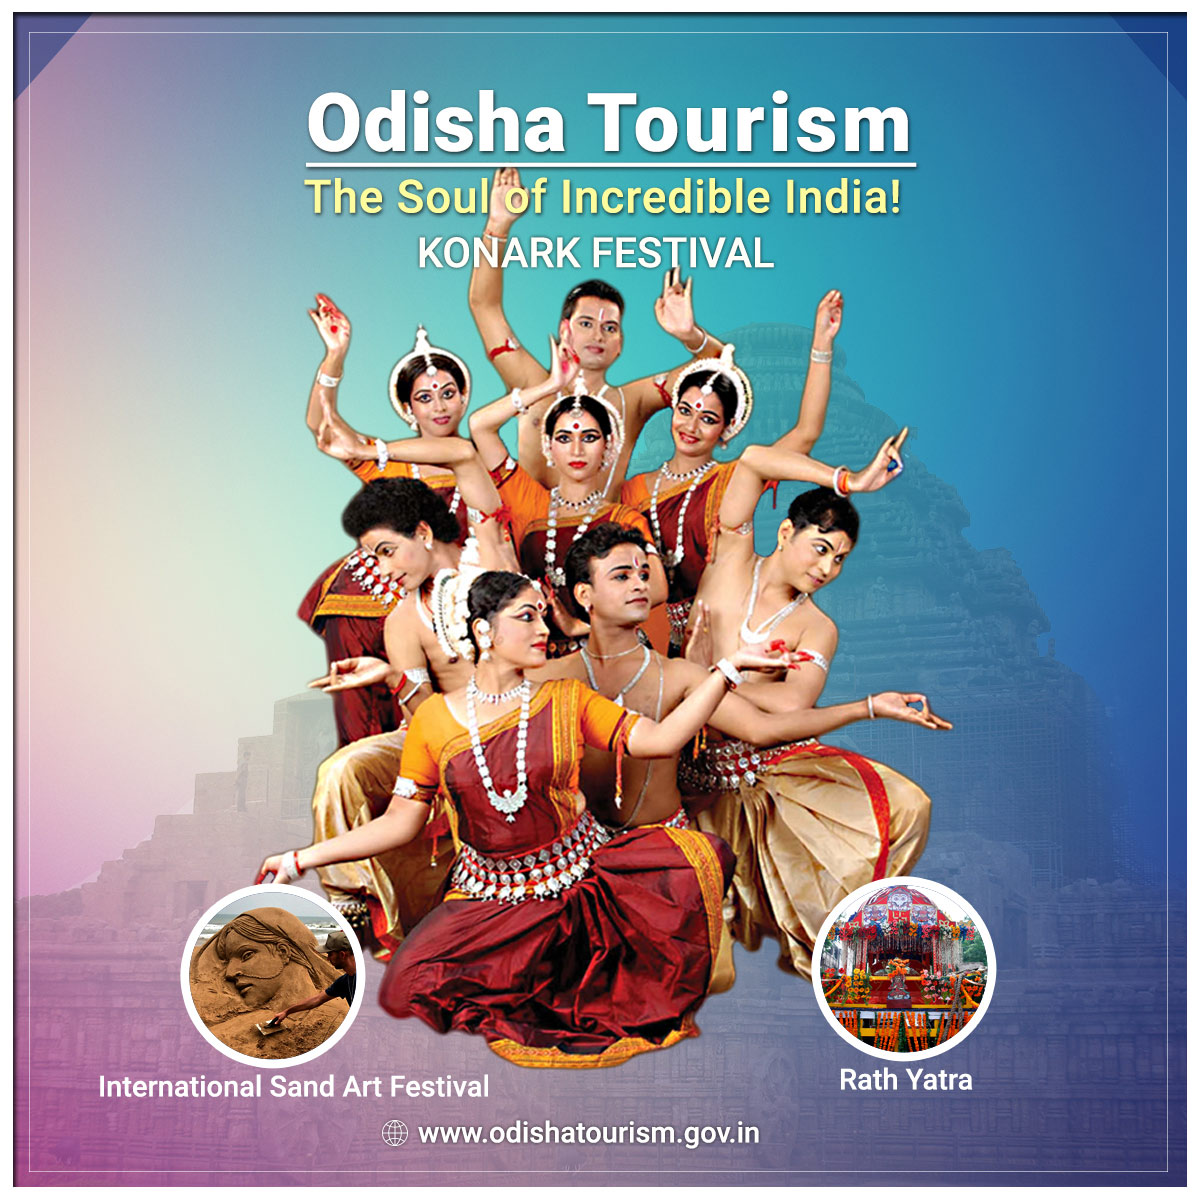 Odisha Tourism
The Soul of Incredible India!
KONARK FESTIVAL
International Sand Art Festival
Rath Yatra
www.odishatourism.gov.in